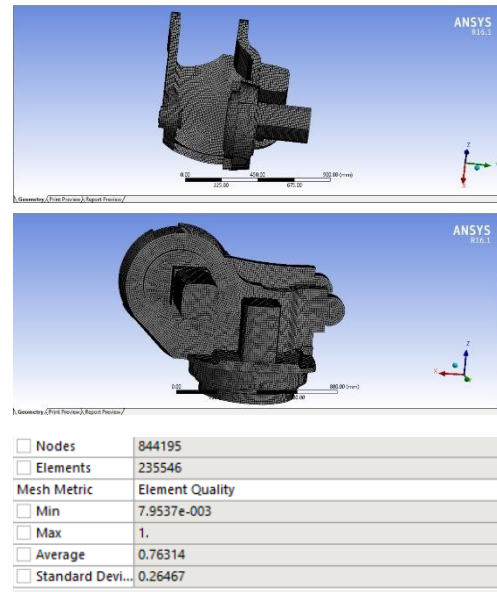 ANSYS
R16.1
0.00 450.00 900.00 (mm)
225.00 675.00
Geometry Print Preview Report Preview
ANSYS
R16.1
0.00 880.00 (mm)
Geometry Print Preview Report Preview
Nodes 844195
Elements 235546
Mesh Metric Element Quality
Min 7.9537e-003
Max 1.
Average 0.76314
Standard Devi... 0.26467